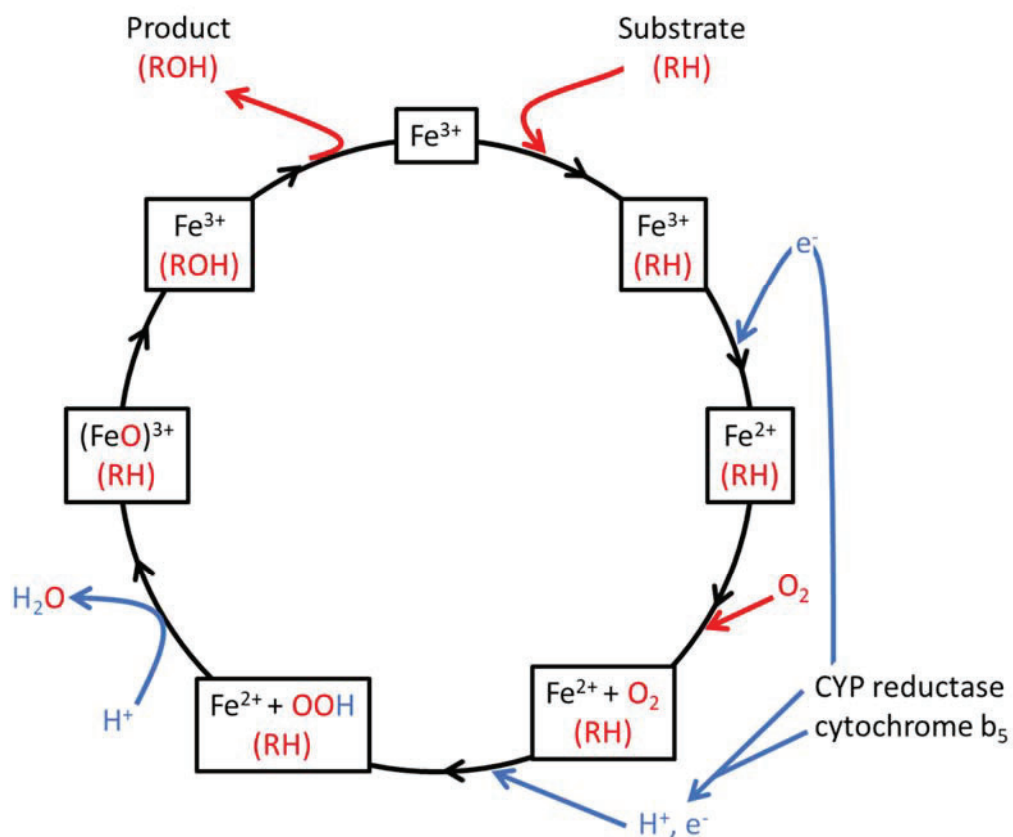 Product
(ROH)
Substrate
(RH)
Fe³⁺
Fe³⁺
(ROH)
Fe³⁺
(RH)
e⁻
(FeO)³⁺
(RH)
Fe²⁺
(RH)
H₂O
O₂
H⁺
Fe²⁺ + OOH
(RH)
Fe²⁺ + O₂
(RH)
CYP reductase
cytochrome b₅
H⁺, e⁻